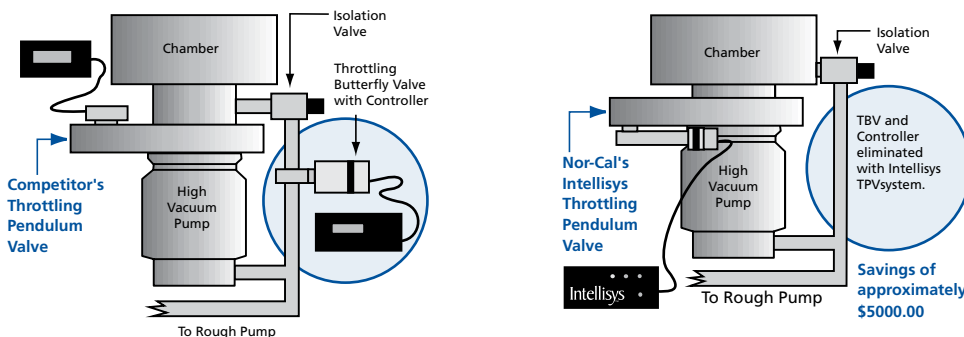 Isolation
Valve
Chamber
Throttling
Butterfly Valve
with Controller
Competitor's
Throttling
Pendulum
Valve
High
Vacuum
Pump
To Rough Pump
Isolation
Valve
Chamber
TBV and
Controller
eliminated
with Intellisys
TPVsystem.
Nor-Cal's
Intellisys
Throttling
Pendulum
Valve
High
Vacuum
Pump
Intellisys
To Rough Pump
Savings of
approximately
$5000.00